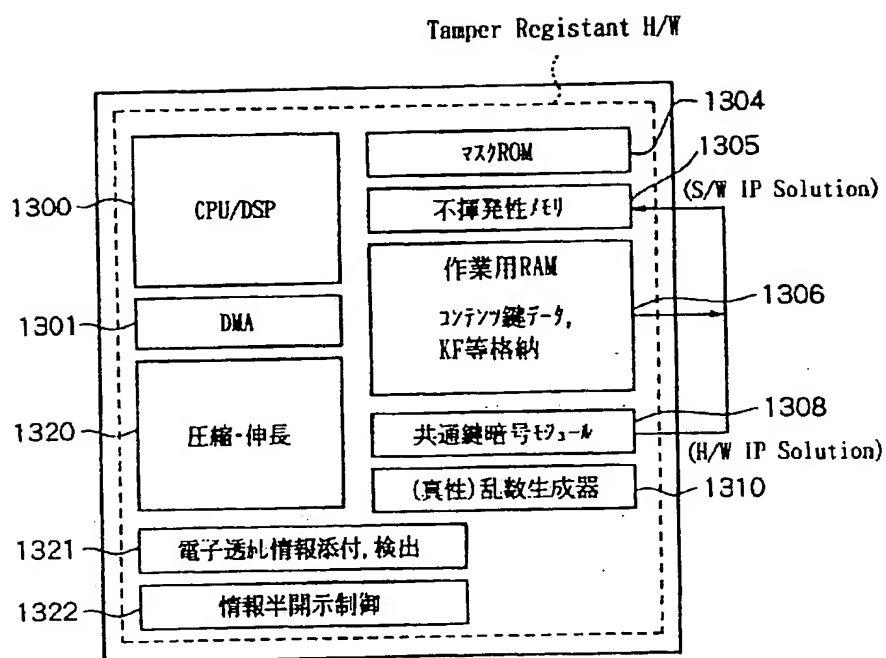 Tamper Registant H/W
1304
マスクROM
1305
(S/W IP Solution)
1300
CPU/DSP
不揮発性メモリ
作業用RAM
1306
コンテンツ鍵データ,
KF等格納
1301
DMA
1320
圧縮・伸長
1308
共通鍵暗号モジュール
(H/W IP Solution)
(真性)乱数生成器
1310
1321
電子透かし情報添付,検出
1322
情報半開示制御